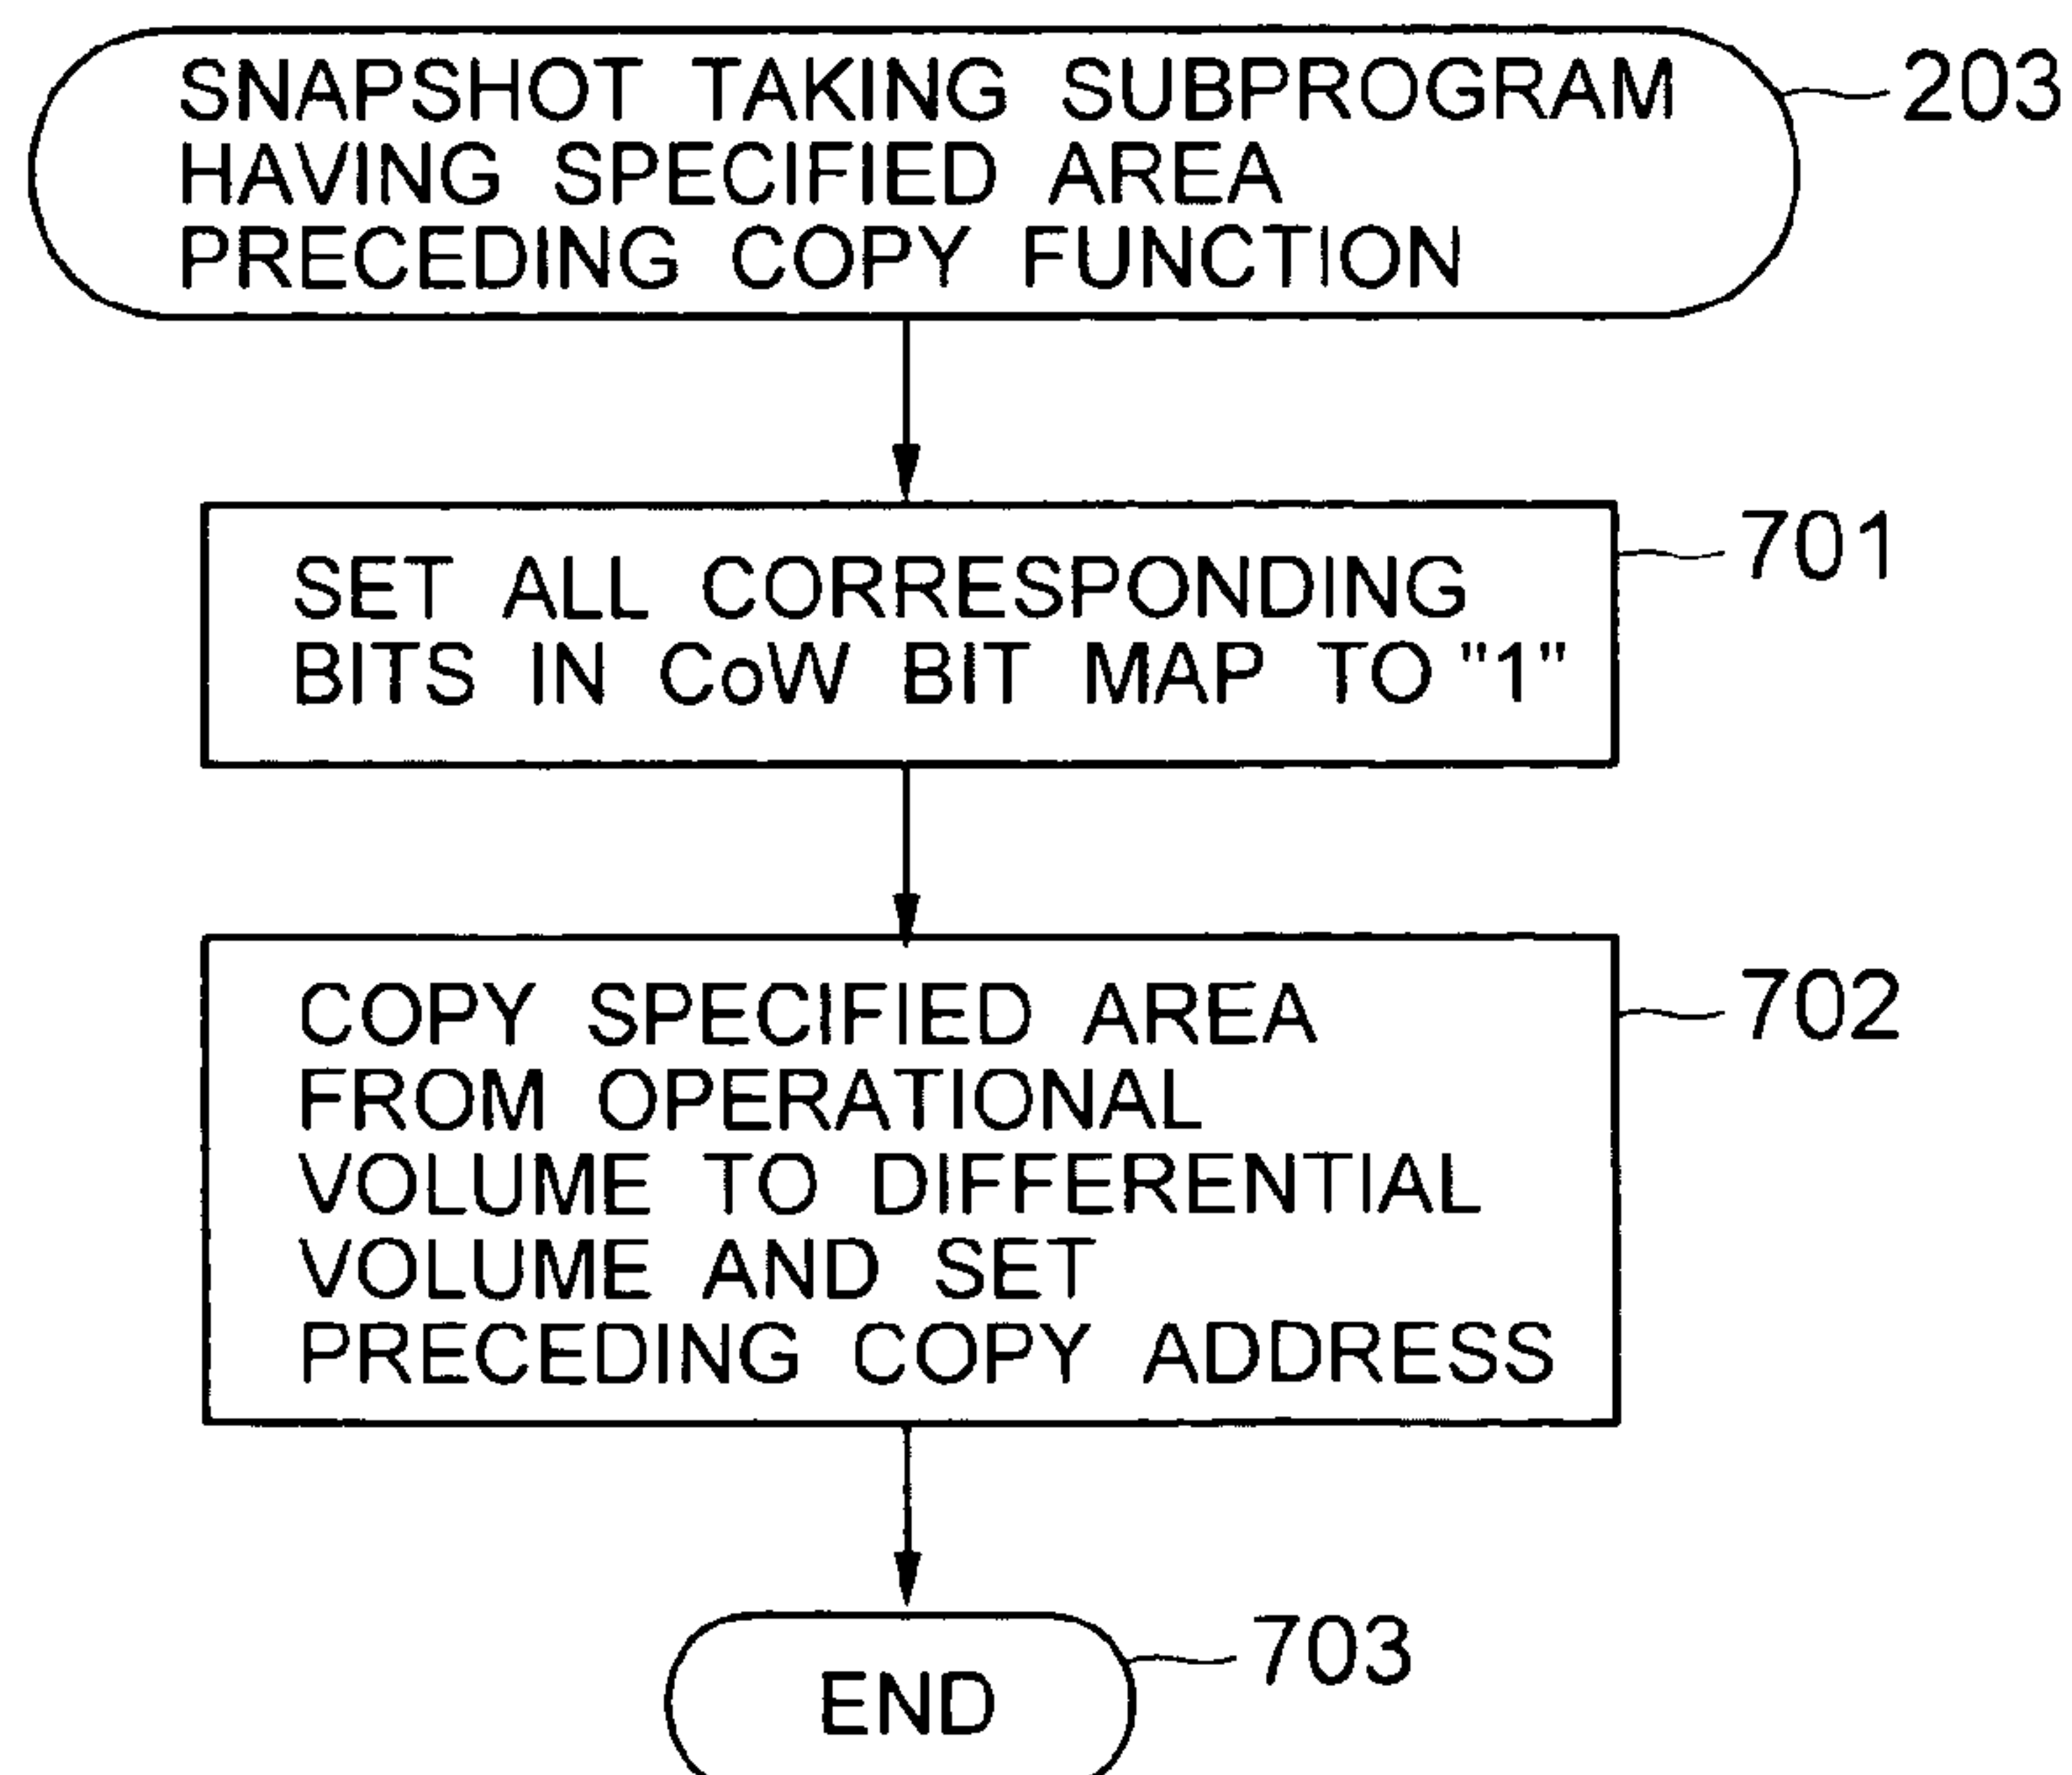 SNAPSHOT TAKING SUBPROGRAM
HAVING SPECIFIED AREA
PRECEDING COPY FUNCTION
203
SET ALL CORRESPONDING
BITS IN CoW BIT MAP TO "1"
701
COPY SPECIFIED AREA
FROM OPERATIONAL
VOLUME TO DIFFERENTIAL
VOLUME AND SET
PRECEDING COPY ADDRESS
702
END
703